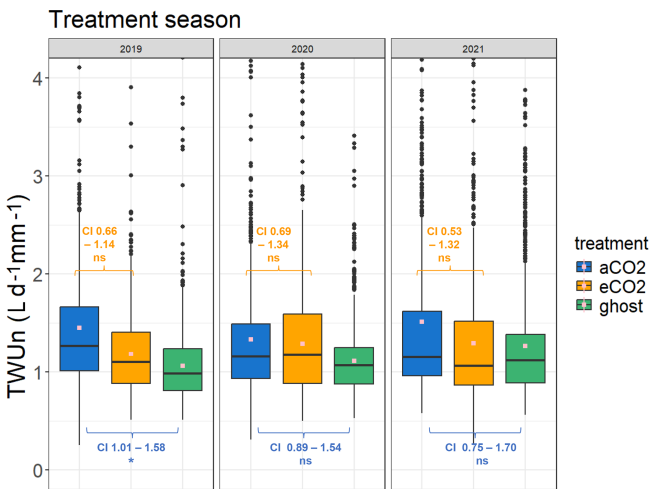 Treatment season
2019
2020
2021
TWUn (L d-1mm-1)
4
3
2
1
0
CI 0.66
– 1.14
ns
CI 0.69
– 1.34
ns
CI 0.53
– 1.32
ns
CI 1.01 – 1.58
*
CI 0.89 – 1.54
ns
CI 0.75 – 1.70
ns
treatment
aCO2
eCO2
ghost